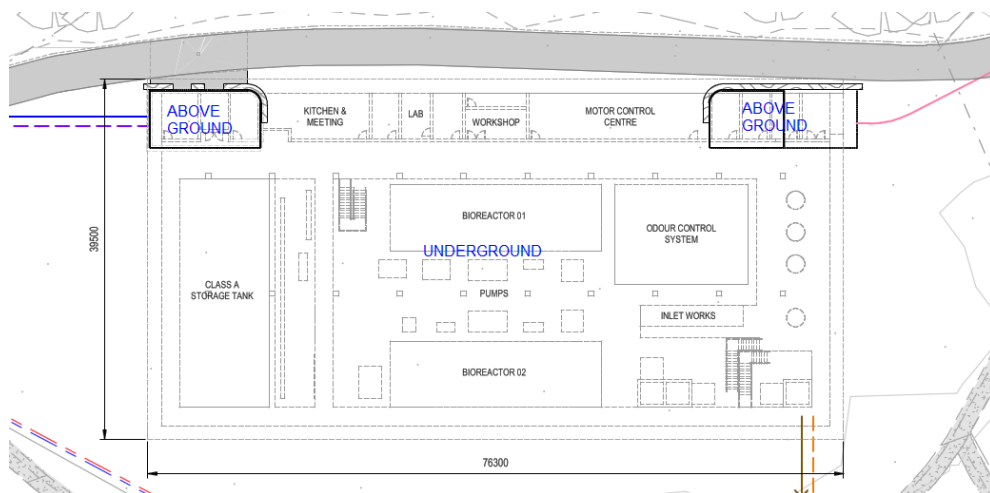 ABOVE
GROUND
KITCHEN &
MEETING
LAB
WORKSHOP
MOTOR CONTROL
CENTRE
ABOVE
GROUND
BIOREACTOR 01
ODOUR CONTROL
SYSTEM
UNDERGROUND
39500
CLASS A
STORAGE TANK
PUMPS
INLET WORKS
BIOREACTOR 02
76300